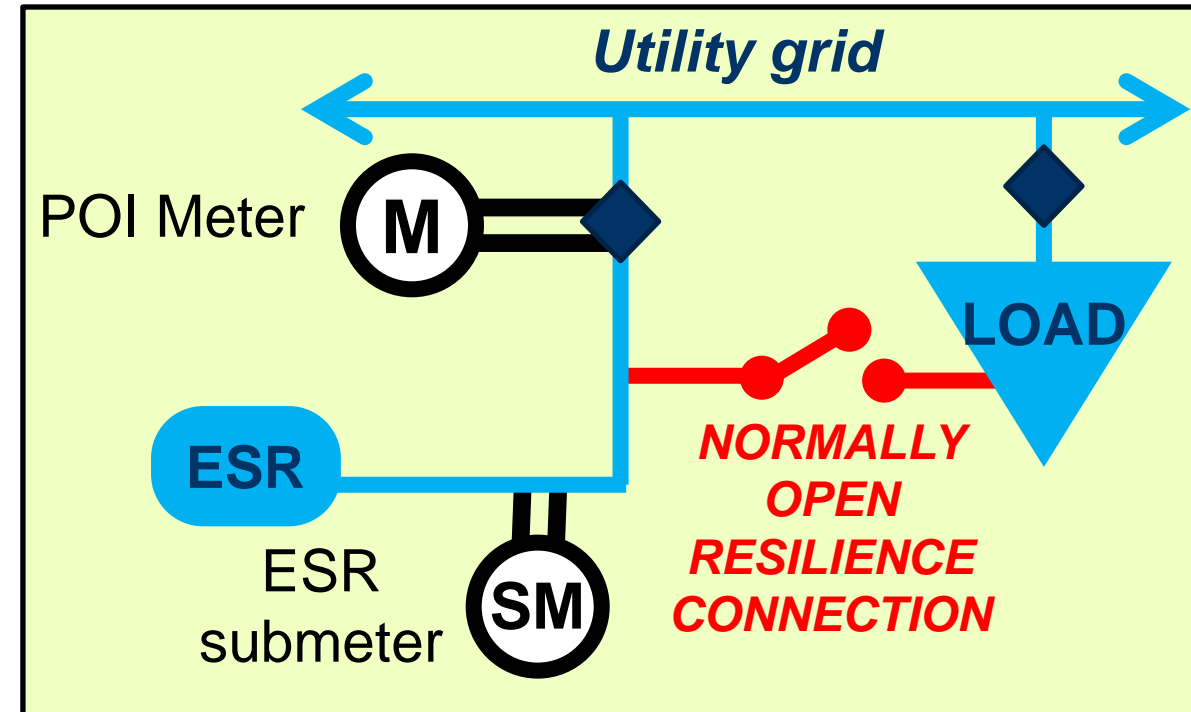 Utility grid
POI Meter
M
LOAD
NORMALLY
OPEN
RESILIENCE
CONNECTION
ESR
ESR
submeter
SM